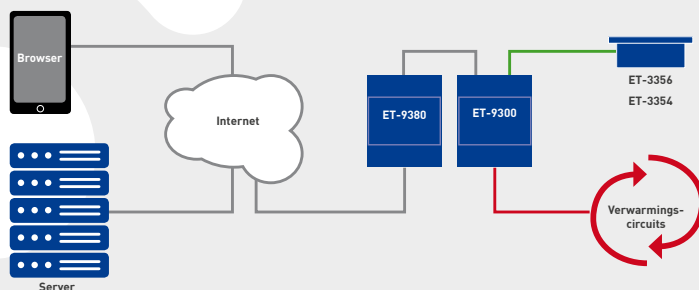 Browser
Internet
ET-9380
ET-9300
ET-3356
ET-3354
Verwarmings-
circuits
Server